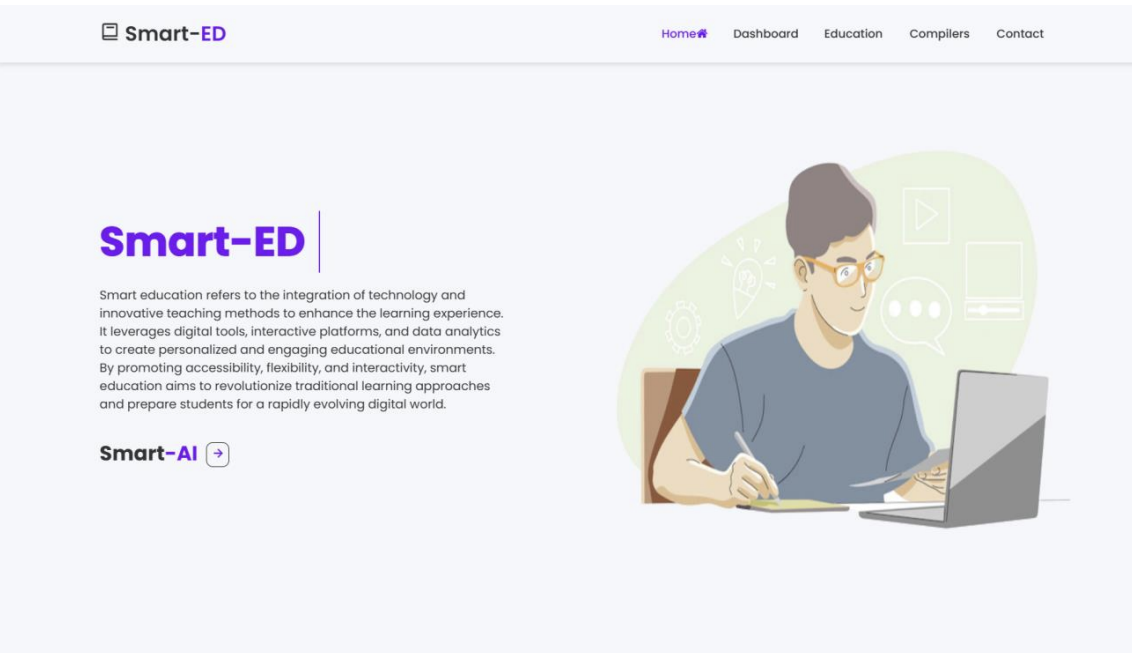 Smart-ED
Home Dashboard Education Compilers Contact
Smart-ED
Smart education refers to the integration of technology and
innovative teaching methods to enhance the learning experience.
It leverages digital tools, interactive platforms, and data analytics
to create personalized and engaging educational environments.
By promoting accessibility, flexibility, and interactivity, smart
education aims to revolutionize traditional learning approaches
and prepare students for a rapidly evolving digital world.
Smart-AI